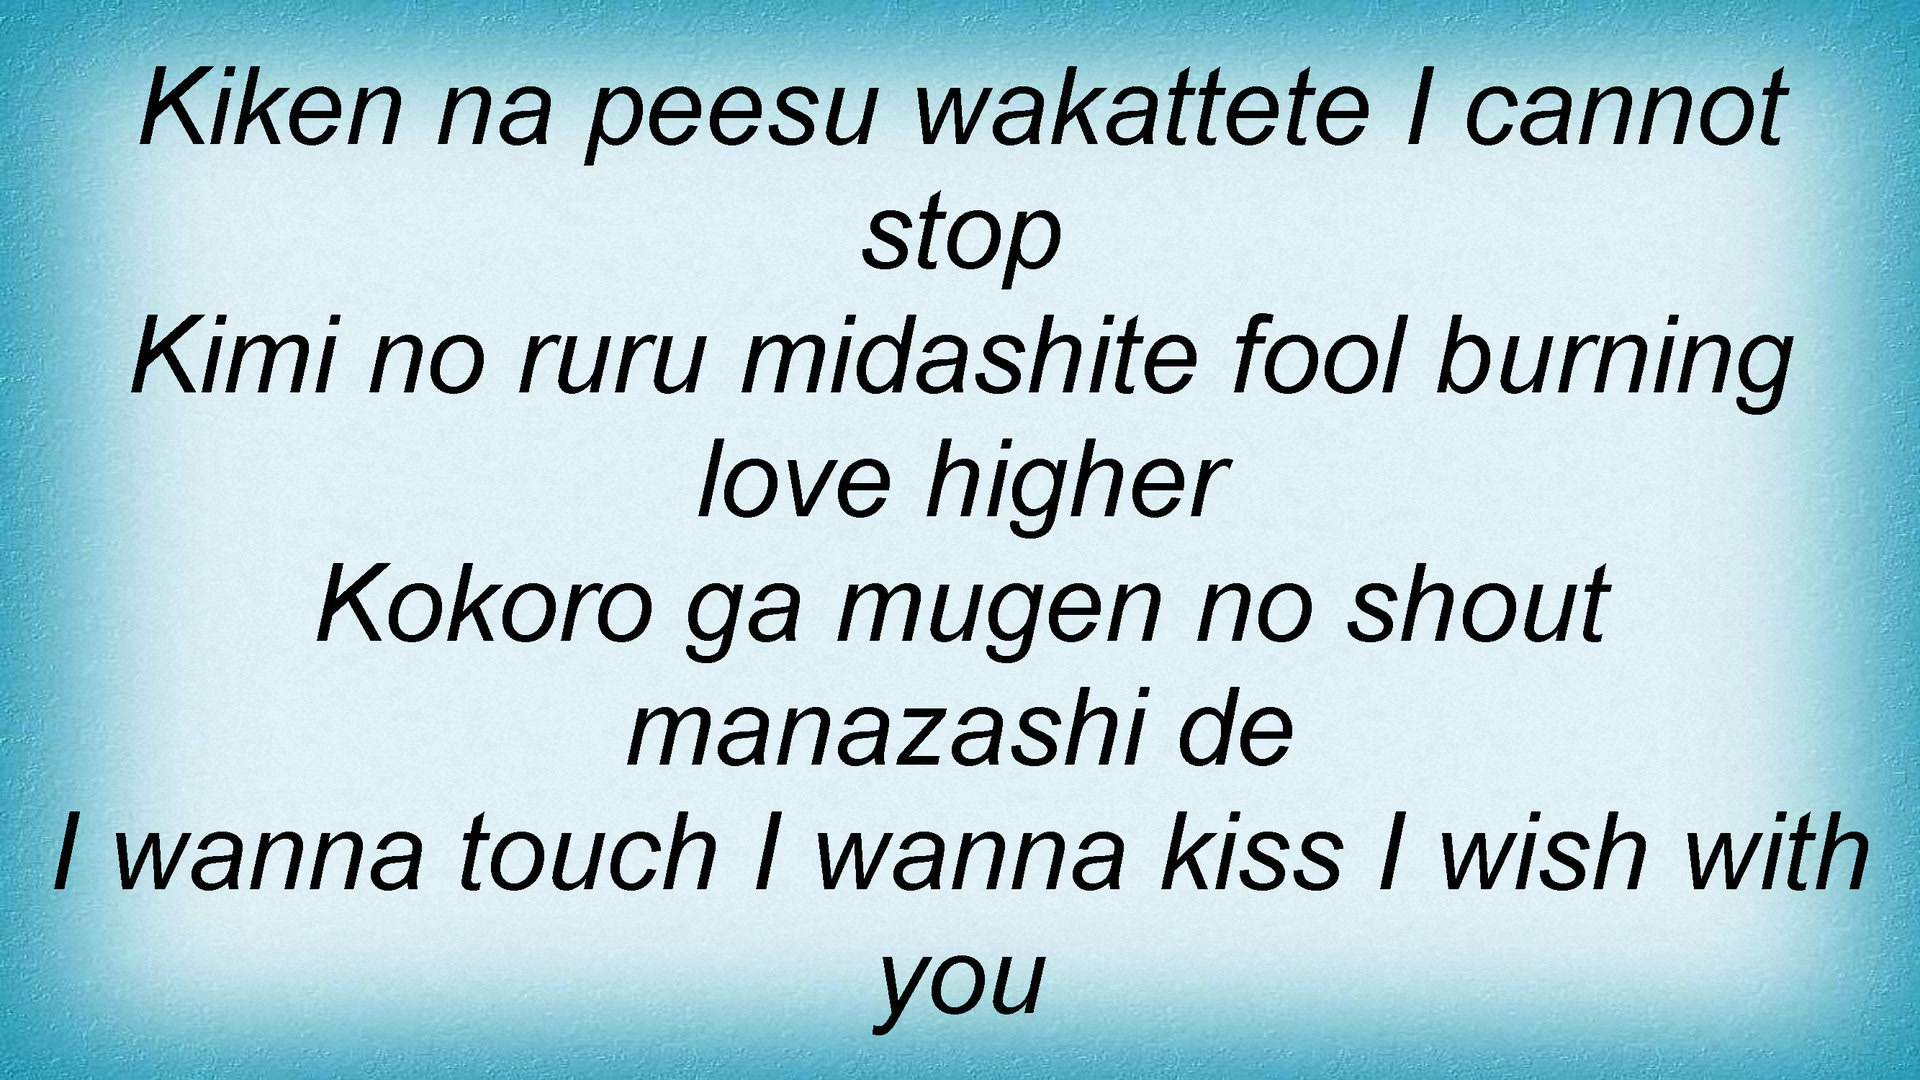 Kiken na peesu wakattete I cannot
stop
Kimi no ruru midashite fool burning
love higher
Kokoro ga mugen no shout
manazashi de
I wanna touch I wanna kiss I wish with
you